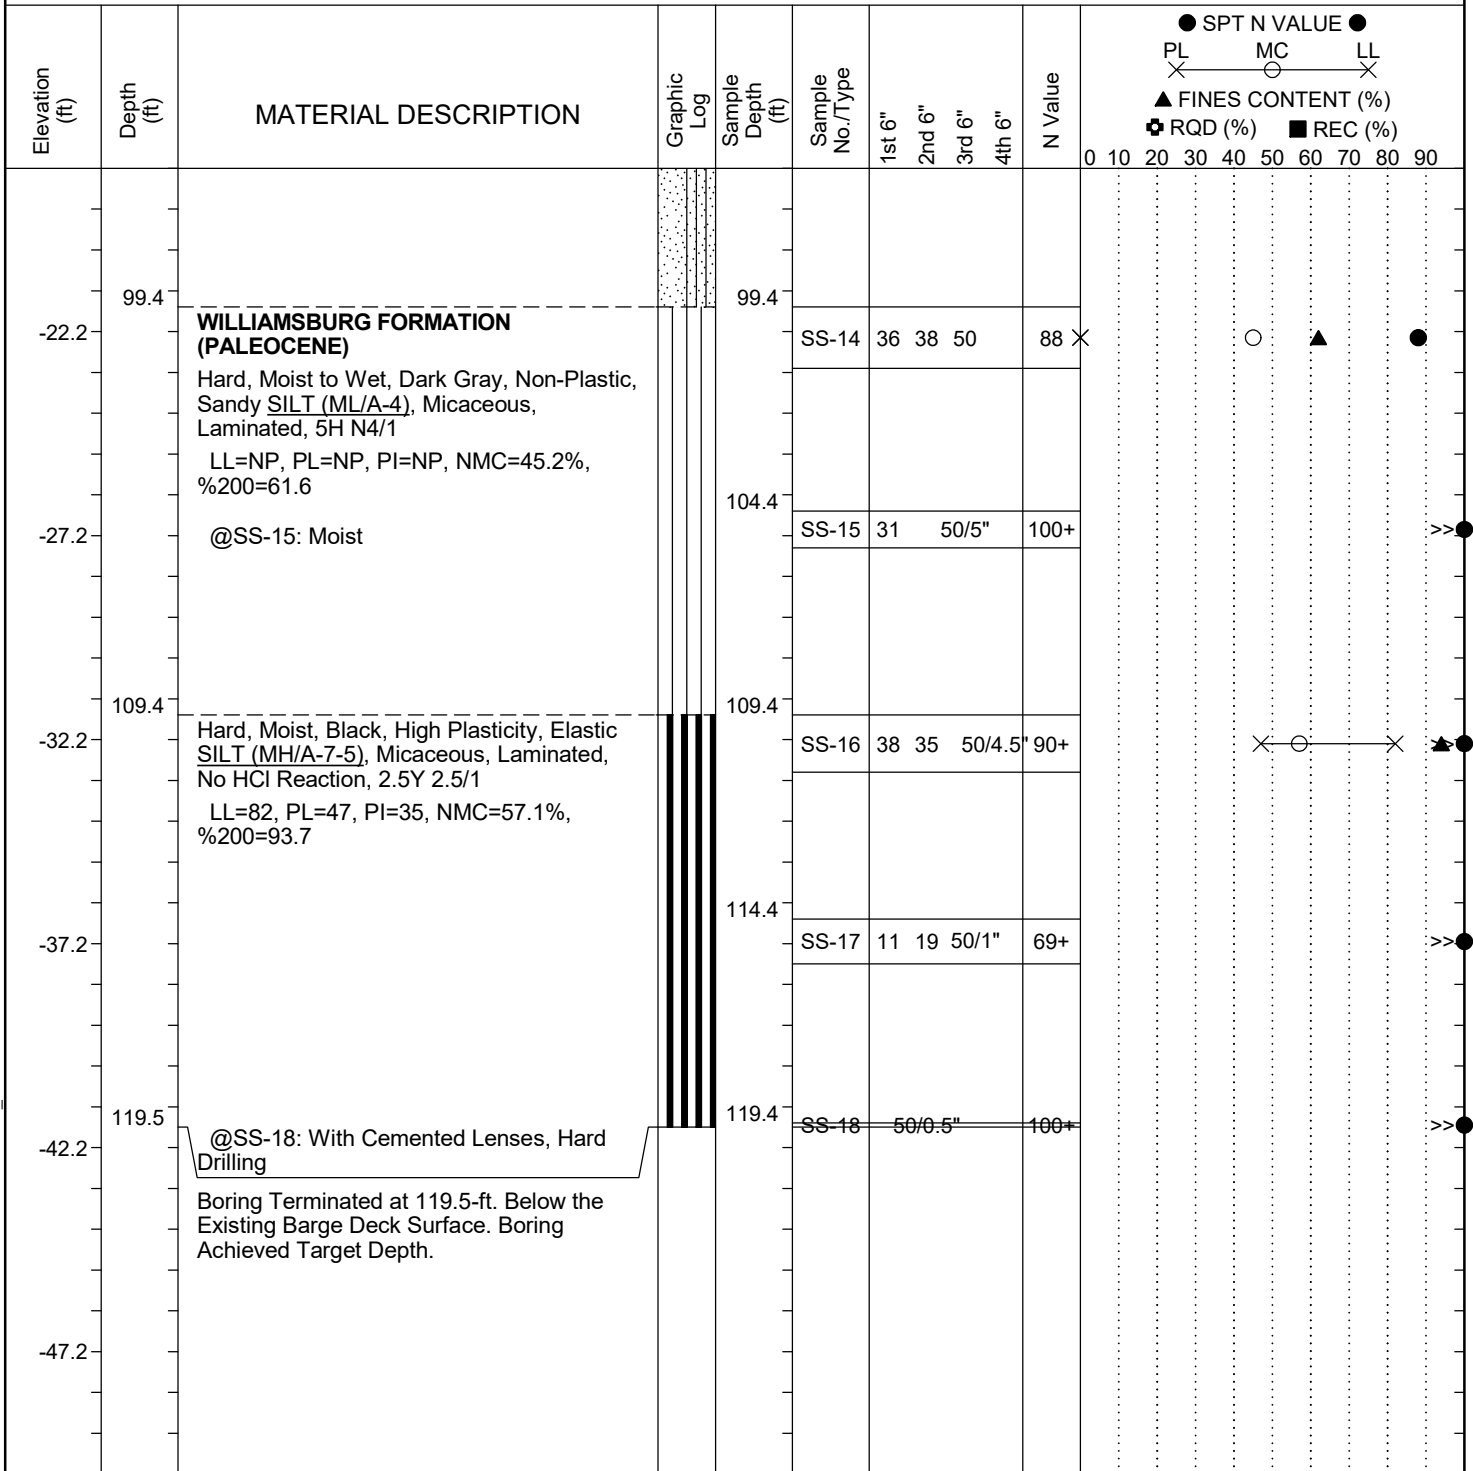 ● SPT N VALUE ●
PL MC LL
▲ FINES CONTENT (%)
RQD (%) ■ REC (%)
Elevation (ft)
Depth (ft)
MATERIAL DESCRIPTION
Graphic Log
Sample Depth (ft)
Sample No./Type
1st 6"
2nd 6"
3rd 6"
4th 6"
N Value
0 10 20 30 40 50 60 70 80 90
99.4 99.4
WILLIAMSBURG FORMATION
-22.2 (PALEOCENE) SS-14 36 38 50 88
Hard, Moist to Wet, Dark Gray, Non-Plastic,
Sandy SILT (ML/A-4), Micaceous,
Laminated, 5H N4/1
LL=NP, PL=NP, PI=NP, NMC=45.2%,
%200=61.6
104.4
-27.2 @SS-15: Moist SS-15 31 50/5" 100+ >>
109.4 109.4
Hard, Moist, Black, High Plasticity, Elastic
-32.2 SILT (MH/A-7-5), Micaceous, Laminated, SS-16 38 35 50/4.5" 90+ >>
No HCl Reaction, 2.5Y 2.5/1
LL=82, PL=47, PI=35, NMC=57.1%,
%200=93.7
114.4
-37.2 SS-17 11 19 50/1" 69+ >>
119.5 119.4
SS-18 50/0.5" 100+ >>
@SS-18: With Cemented Lenses, Hard
-42.2 Drilling
Boring Terminated at 119.5-ft. Below the
Existing Barge Deck Surface. Boring
Achieved Target Depth.
-47.2